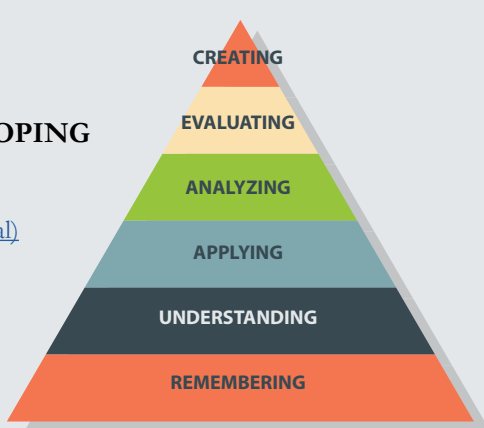 CREATING
EVALUATING
OPING
ANALYZING
al)
APPLYING
UNDERSTANDING
REMEMBERING